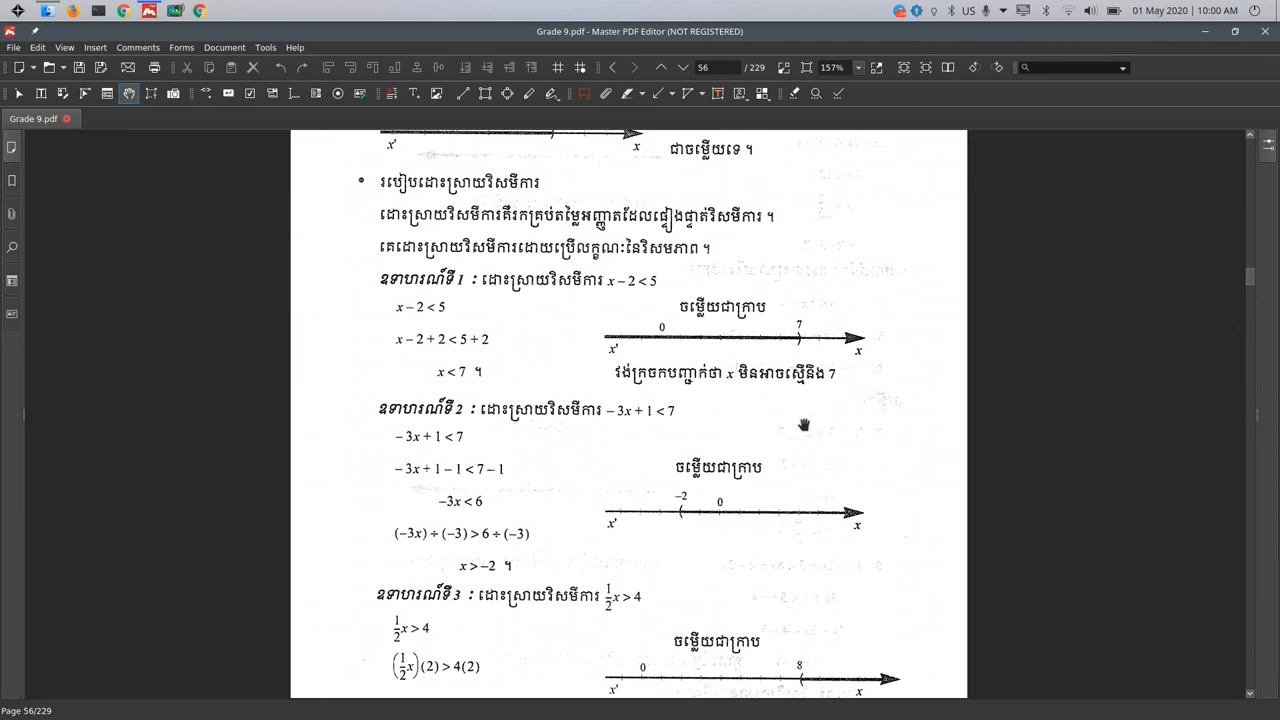 US
01 May 2020 | 10:00 AM
Grade 9.pdf - Master PDF Editor (NOT REGISTERED)
File Edit View Insert Comments Forms Document Tools Help
56 / 229 157%
Grade 9.pdf
x' x ជាចម្លើយទេ ។
• របៀបដោះស្រាយវិសមីការ
ដោះស្រាយវិសមីការគឺរកគ្រប់តម្លៃអញ្ញាតដែលផ្ទៀងផ្ទាត់វិសមីការ ។
គេដោះស្រាយវិសមីការដោយប្រើលក្ខណៈនៃវិសមភាព ។
ឧទាហរណ៍ទី 1 : ដោះស្រាយវិសមីការ x – 2 < 5
x – 2 < 5
ចម្លើយជាក្រាប
0 7
x – 2 + 2 < 5 + 2
x' x
x < 7 ។
វង់ក្រចកបញ្ជាក់ថា x មិនអាចស្មើនឹង 7
ឧទាហរណ៍ទី 2 : ដោះស្រាយវិសមីការ – 3x + 1 < 7
– 3x + 1 < 7
–3x + 1 – 1 < 7 – 1
ចម្លើយជាក្រាប
–3x < 6
–2 0
x' x
(–3x) ÷ (–3) > 6 ÷ (–3)
x > –2 ។
ឧទាហរណ៍ទី 3 : ដោះស្រាយវិសមីការ 1/2x > 4
1/2x > 4
ចម្លើយជាក្រាប
(1/2x)(2) > 4(2)
0 8
x' x
Page 56/229